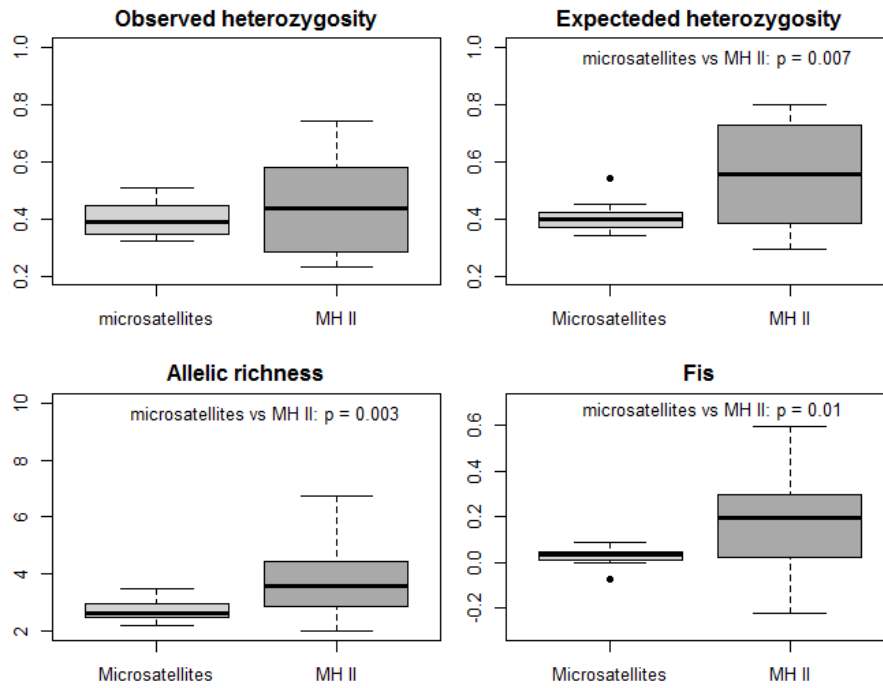 Observed heterozygosity
1.0
0.8
0.6
0.4
0.2
microsatellites MH II
Expecteded heterozygosity
microsatellites vs MH II: p = 0.007
1.0
0.8
0.6
0.4
0.2
Microsatellites MH II
Allelic richness
microsatellites vs MH II: p = 0.003
10
8
6
4
2
Microsatellites MH II
Fis
microsatellites vs MH II: p = 0.01
0.6
0.4
0.2
0.0
-0.2
Microsatellites MH II